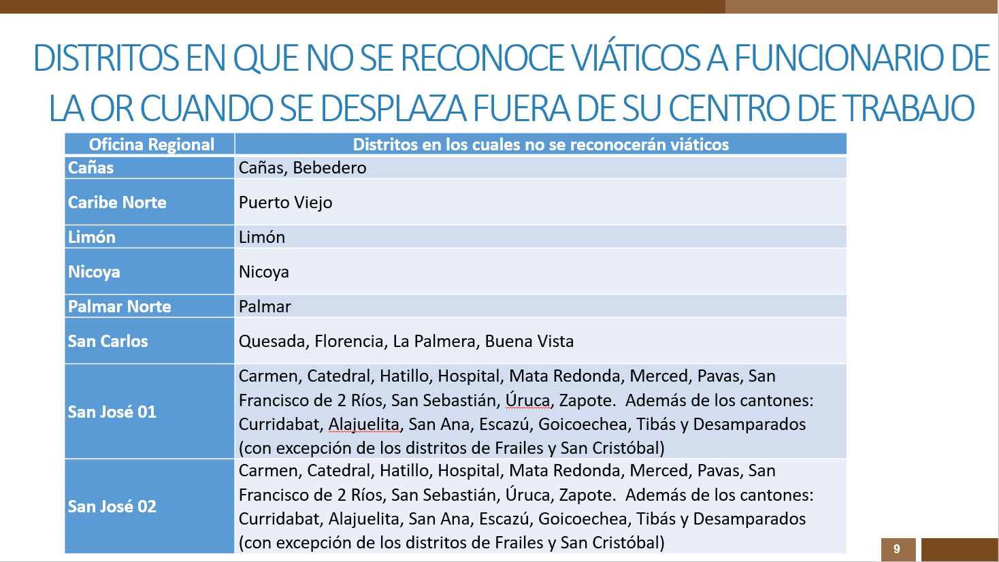 DISTRITOS EN QUE NO SE RECONOCE VIÁTICOS A FUNCIONARIO DE
LA OR CUANDO SE DESPLAZA FUERA DE SU CENTRO DE TRABAJO
Oficina Regional Distritos en los cuales no se reconocerán viáticos
Cañas Cañas, Bebedero
Caribe Norte Puerto Viejo
Limón Limón
Nicoya Nicoya
Palmar Norte Palmar
San Carlos Quesada, Florencia, La Palmera, Buena Vista
San José 01
Carmen, Catedral, Hatillo, Hospital, Mata Redonda, Merced, Pavas, San
Francisco de 2 Ríos, San Sebastián, Úruca, Zapote. Además de los cantones:
Curridabat, Alajuelita, San Ana, Escazú, Goicoechea, Tibás y Desamparados
(con excepción de los distritos de Frailes y San Cristóbal)
San José 02
Carmen, Catedral, Hatillo, Hospital, Mata Redonda, Merced, Pavas, San
Francisco de 2 Ríos, San Sebastián, Úruca, Zapote. Además de los cantones:
Curridabat, Alajuelita, San Ana, Escazú, Goicoechea, Tibás y Desamparados
(con excepción de los distritos de Frailes y San Cristóbal)
9